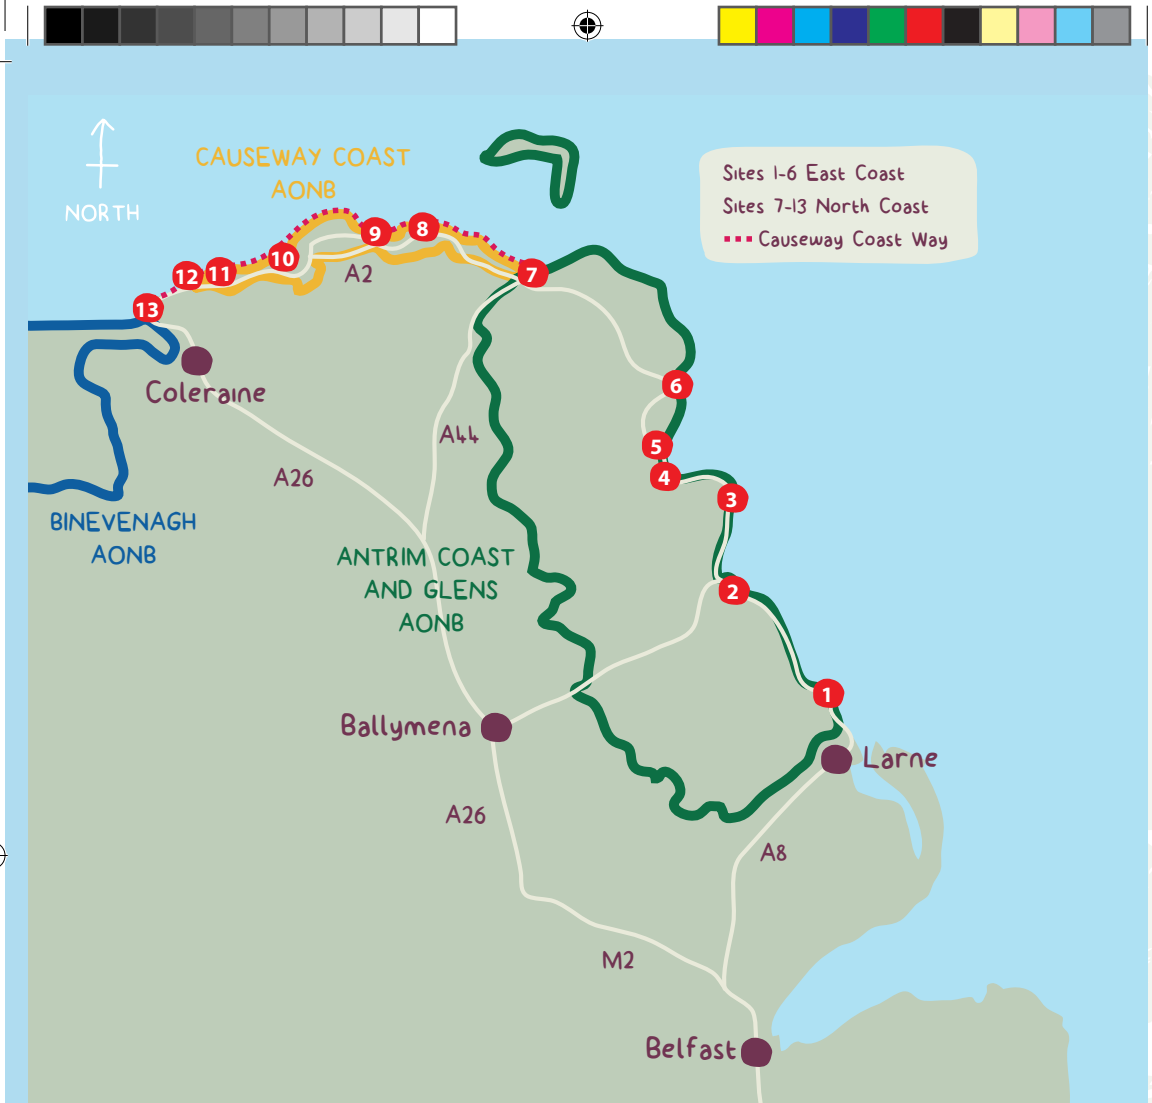 CAUSEWAY COAST
AONB
NORTH
Sites 1-6 East Coast
Sites 7-13 North Coast
Causeway Coast Way
8
9
10
11
12
7
A2
13
Coleraine
6
A44
5
4
A26
3
BINEVENAGH
AONB
ANTRIM COAST
AND GLENS
AONB
2
1
Ballymena
Larne
A26
A8
M2
Belfast